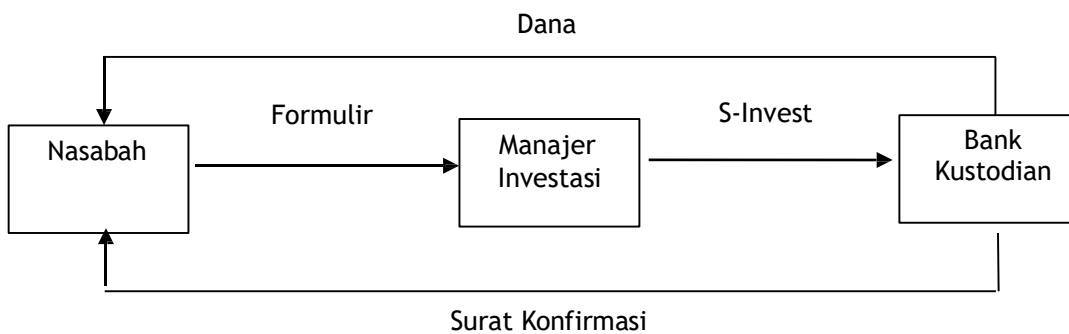 Dana
Formulir
S-Invest
Nasabah
Manajer
Investasi
Bank
Kustodian
Surat Konfirmasi